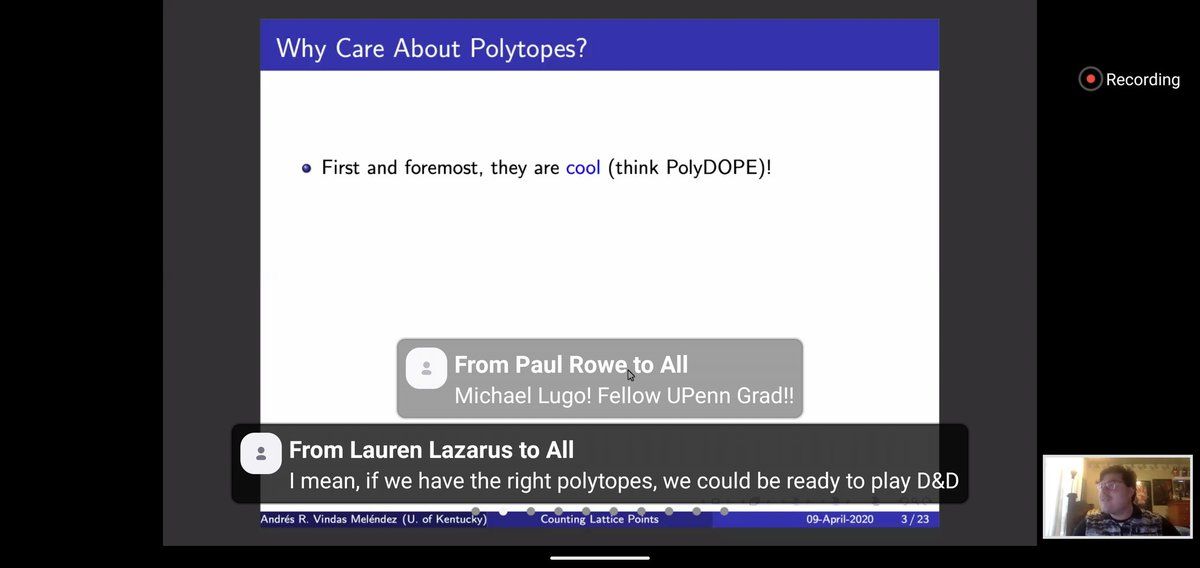 Why Care About Polytopes?
Recording
First and foremost, they are cool (think PolyDOPE)!
From Paul Rowe to All
Michael Lugo! Fellow UPenn Grad!!
From Lauren Lazarus to All
I mean, if we have the right polytopes, we could be ready to play D&D
Andrés R. Vindas Meléndez (U. of Kentucky) Counting Lattice Points 09-April-2020 3 / 23